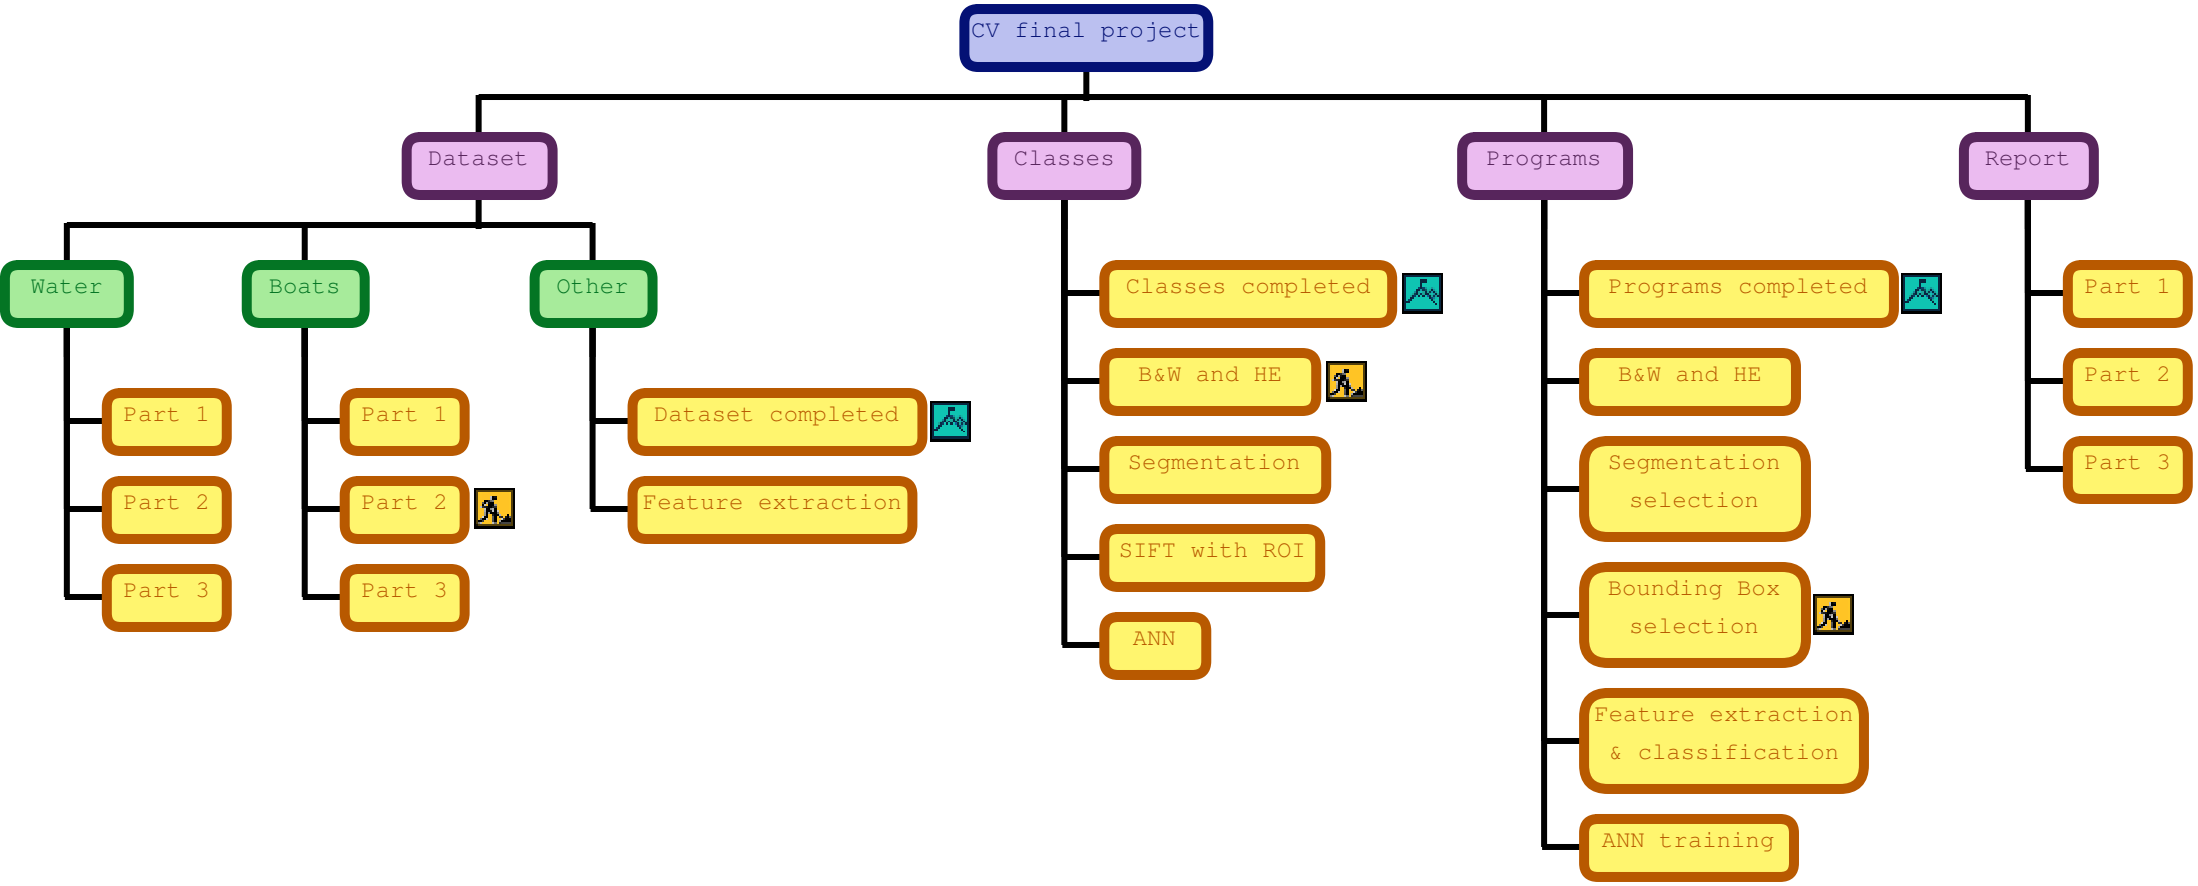 CV final project
Dataset
Classes
Programs
Report
Water
Boats
Other
Part 1
Part 2
Part 3
Part 1
Part 2
Part 3
Dataset completed
Feature extraction
Classes completed
B&W and HE
Segmentation
SIFT with ROI
ANN
Programs completed
B&W and HE
Segmentation
selection
Bounding Box
selection
Feature extraction
& classification
ANN training
Part 1
Part 2
Part 3